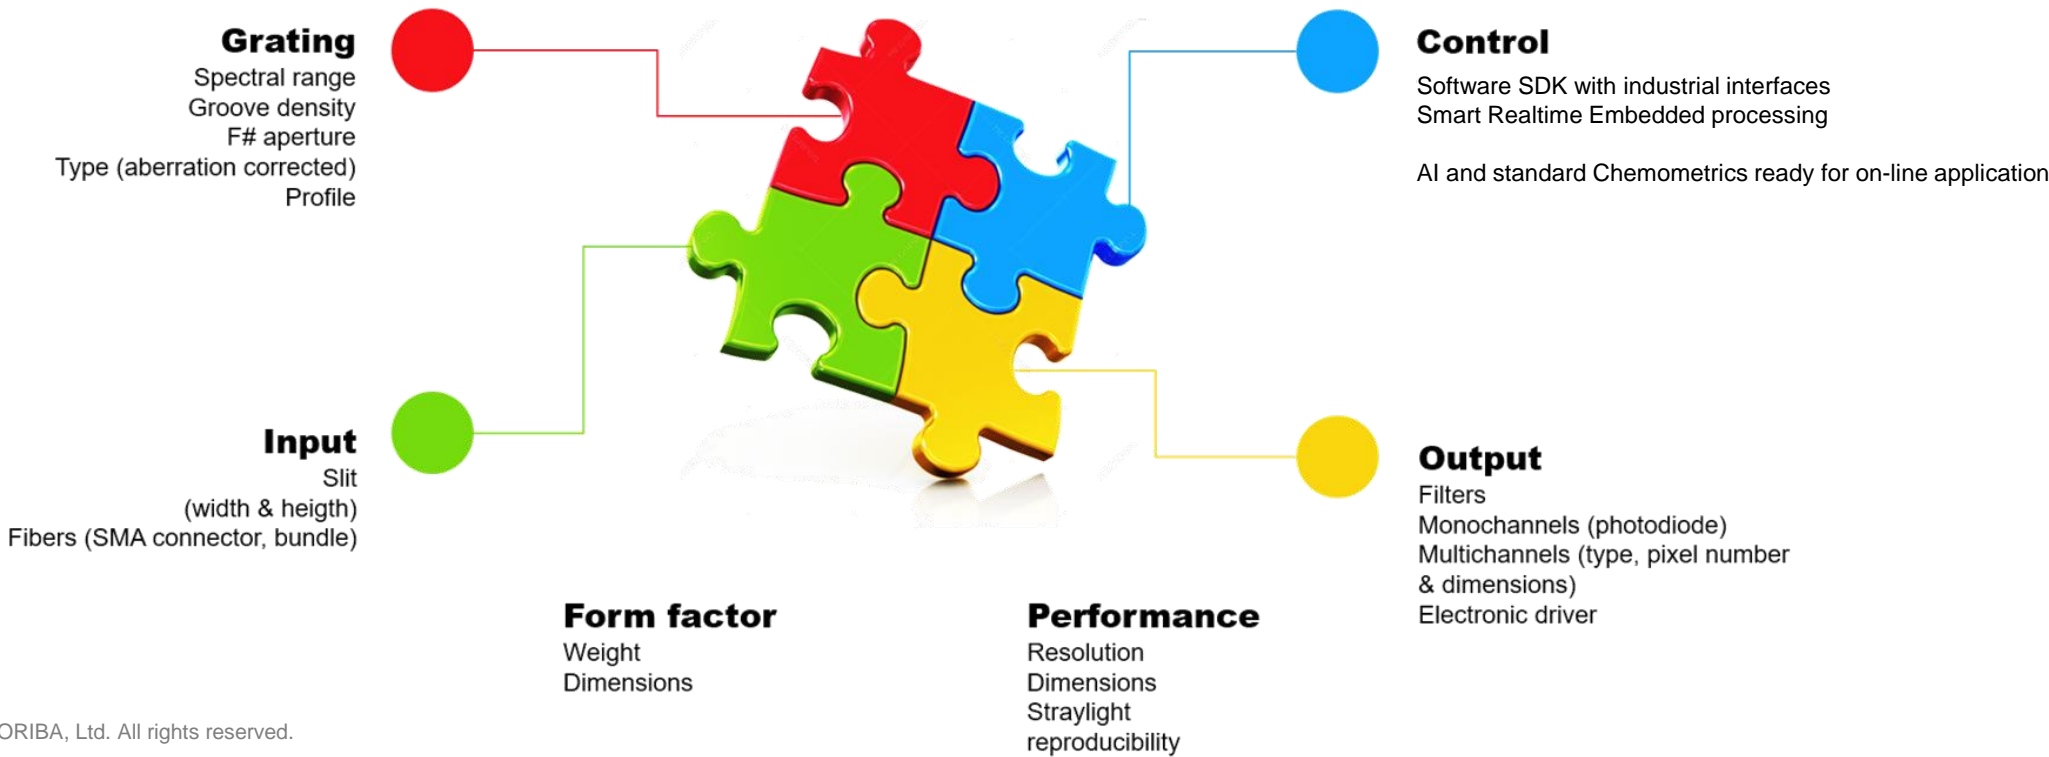 Grating
Spectral range
Groove density
F# aperture
Type (aberration corrected)
Profile
Control
Software SDK with industrial interfaces
Smart Realtime Embedded processing
AI and standard Chemometrics ready for on-line application
Input
Slit
(width & heigth)
Fibers (SMA connector, bundle)
Output
Filters
Monochannels (photodiode)
Multichannels (type, pixel number
& dimensions)
Electronic driver
Form factor
Weight
Dimensions
Performance
Resolution
Dimensions
Straylight
reproducibility
ORIBA, Ltd. All rights reserved.